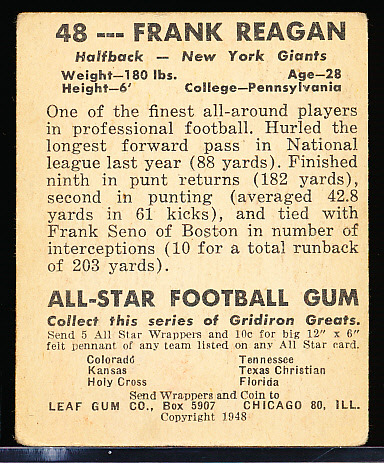 48 --- FRANK REAGAN
Halfback — New York Giants
Weight—180 lbs. Age—28
Height—6' College—Pennsylvania
One of the finest all-around players
in professional football. Hurled the
longest forward pass in National
league last year (88 yards). Finished
ninth in punt returns (182 yards),
second in punting (averaged 42.8
yards in 61 kicks), and tied with
Frank Seno of Boston in number of
interceptions (10 for a total runback
of 203 yards).
ALL-STAR FOOTBALL GUM
Collect this series of Gridiron Greats.
Send 5 All Star Wrappers and 10c for big 12" x 6"
felt pennant of any team listed on any All Star card.
Colorado Tennessee
Kansas Texas Christian
Holy Cross Florida
Send Wrappers and Coin to
LEAF GUM CO., Box 5907 CHICAGO 80, ILL.
Copyright 1948